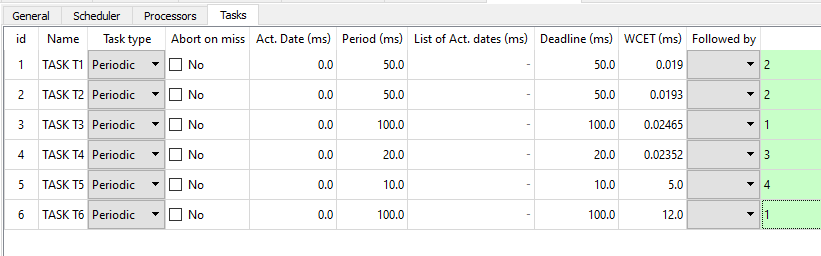 General Scheduler Processors Tasks
id Name Task type Abort on miss Act. Date (ms) Period (ms) List of Act. dates (ms) Deadline (ms) WCET (ms) Followed by
1 TASK T1 Periodic No 0.0 50.0 - 50.0 0.019 2
2 TASK T2 Periodic No 0.0 50.0 - 50.0 0.0193 2
3 TASK T3 Periodic No 0.0 100.0 - 100.0 0.02465 1
4 TASK T4 Periodic No 0.0 20.0 - 20.0 0.02352 3
5 TASK T5 Periodic No 0.0 10.0 - 10.0 5.0 4
6 TASK T6 Periodic No 0.0 100.0 - 100.0 12.0 1